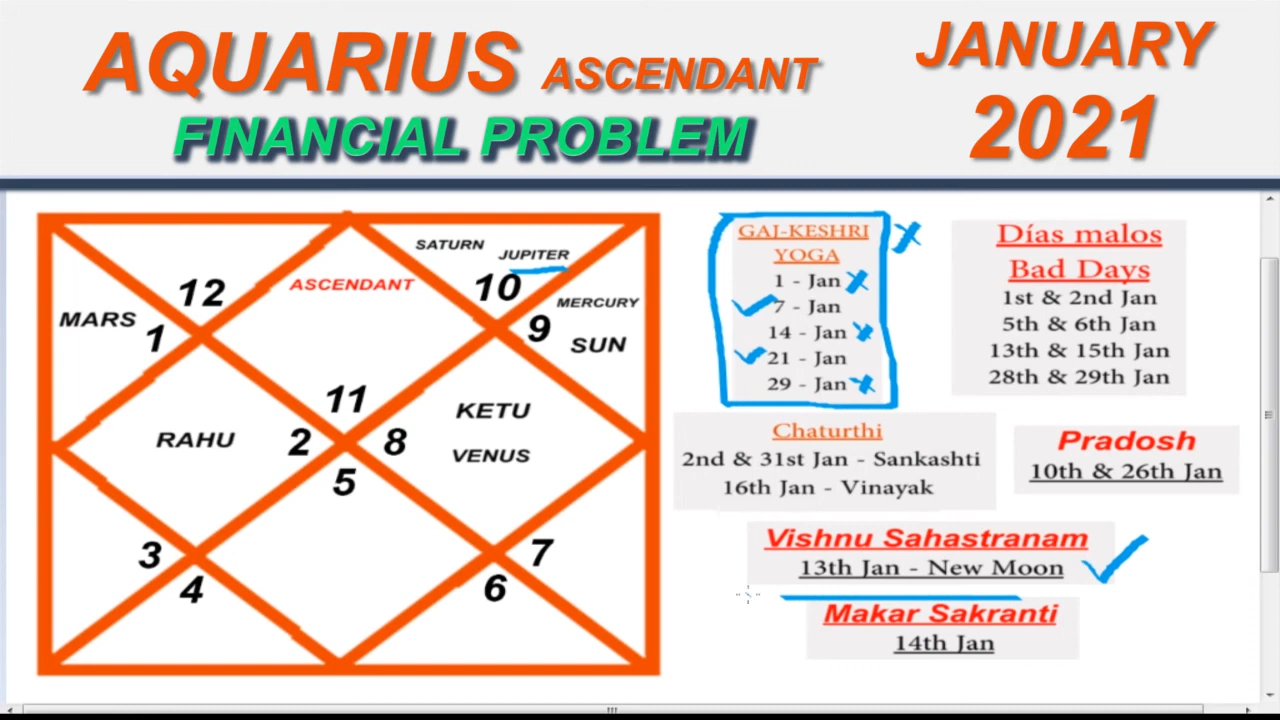 AQUARIUS ASCENDANT
FINANCIAL PROBLEM
JANUARY
2021
SATURN
JUPITER
ASCENDANT
12
10
MERCURY
MARS
1
9
SUN
11
KETU
RAHU
2
8
VENUS
5
3
7
4
6
GAJ-KESHRI
YOGA
1 - Jan
7 - Jan
14 - Jan
21 - Jan
29 - Jan
Días malos
Bad Days
1st & 2nd Jan
5th & 6th Jan
13th & 15th Jan
28th & 29th Jan
Chaturthi
2nd & 31st Jan - Sankashti
16th Jan - Vinayak
Pradosh
10th & 26th Jan
Vishnu Sahastranam
13th Jan - New Moon
Makar Sakranti
14th Jan